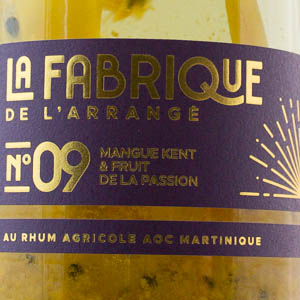 LA FABRIQUE
DE L'ARRANGÉ
N°09
MANGUE KENT
& FRUIT
DE LA PASSION
AU RHUM AGRICOLE AOC MARTINIQUE